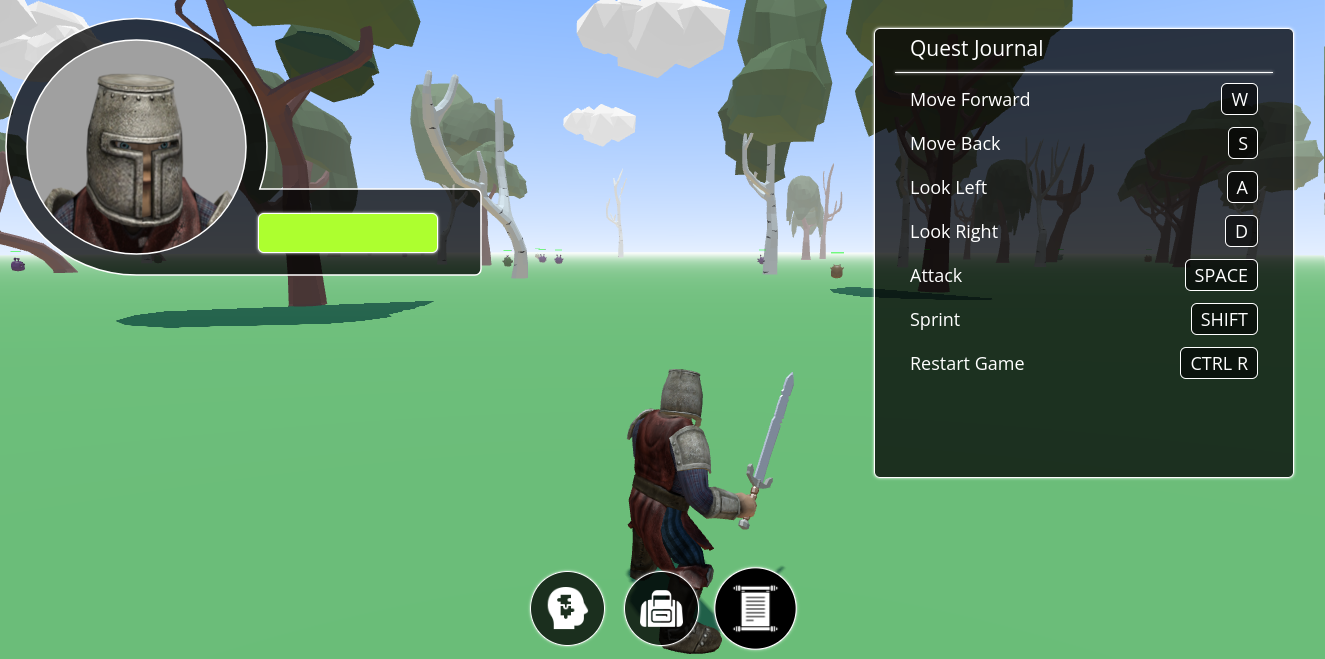 Quest Journal
Move Forward W
Move Back S
Look Left A
Look Right D
Attack SPACE
Sprint SHIFT
Restart Game CTRL R